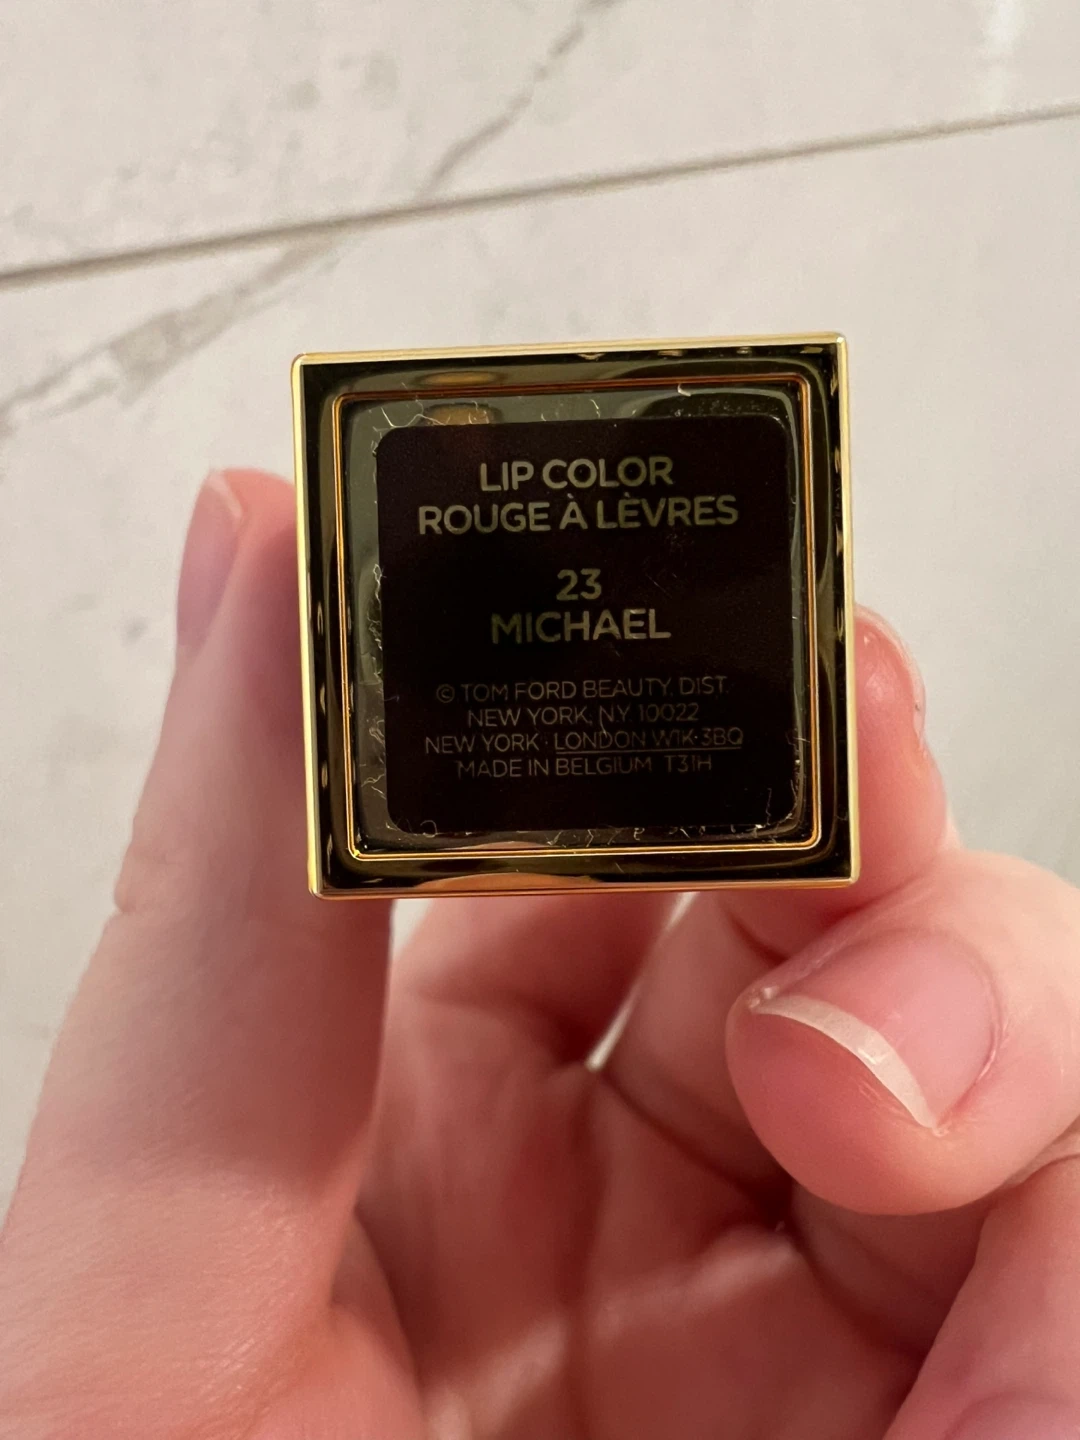 LIP COLOR
ROUGE À LÈVRES
23
MICHAEL
© TOM FORD BEAUTY, DIST.
NEW YORK, N.Y. 10022
NEW YORK · LONDON W1K·3BQ
MADE IN BELGIUM T31H